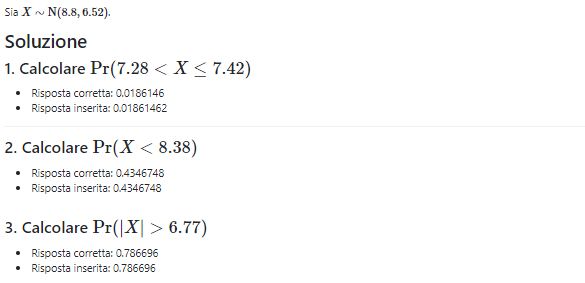 Sia X ∼ N(8.8, 6.52).
Soluzione
1. Calcolare Pr(7.28 < X ≤ 7.42)
• Risposta corretta: 0.0186146
• Risposta inserita: 0.01861462
2. Calcolare Pr(X < 8.38)
• Risposta corretta: 0.4346748
• Risposta inserita: 0.4346748
3. Calcolare Pr(|X| > 6.77)
• Risposta corretta: 0.786696
• Risposta inserita: 0.786696